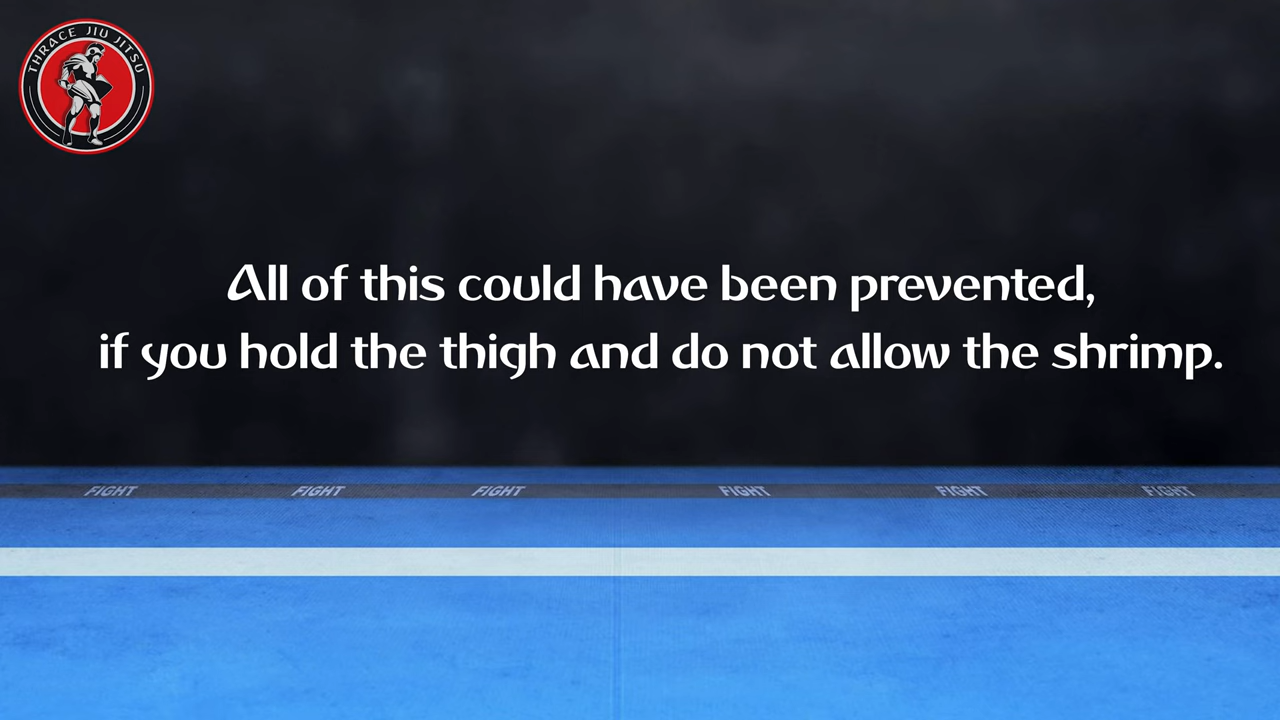 THRACE JIU JITSU
All of this could have been prevented,
if you hold the thigh and do not allow the shrimp.
FIGHT FIGHT FIGHT FIGHT FIGHT FIGHT